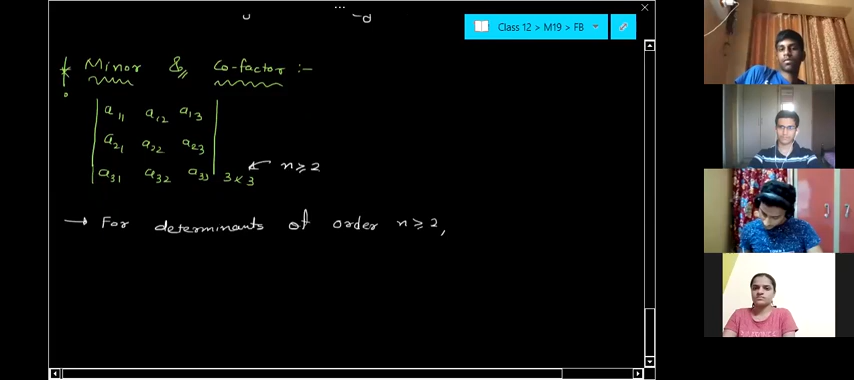 Class 12 > M19 > FB
Minor & Co-factor :-
a11 a12 a13
a21 a22 a23
a31 a32 a33 3×3 ← n ≥ 2
→ For determinants of order n ≥ 2,